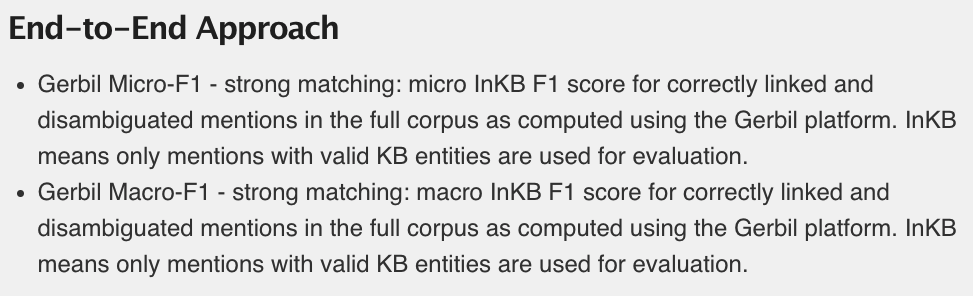 End-to-End Approach
• Gerbil Micro-F1 - strong matching: micro InKB F1 score for correctly linked and
disambiguated mentions in the full corpus as computed using the Gerbil platform. InKB
means only mentions with valid KB entities are used for evaluation.
• Gerbil Macro-F1 - strong matching: macro InKB F1 score for correctly linked and
disambiguated mentions in the full corpus as computed using the Gerbil platform. InKB
means only mentions with valid KB entities are used for evaluation.